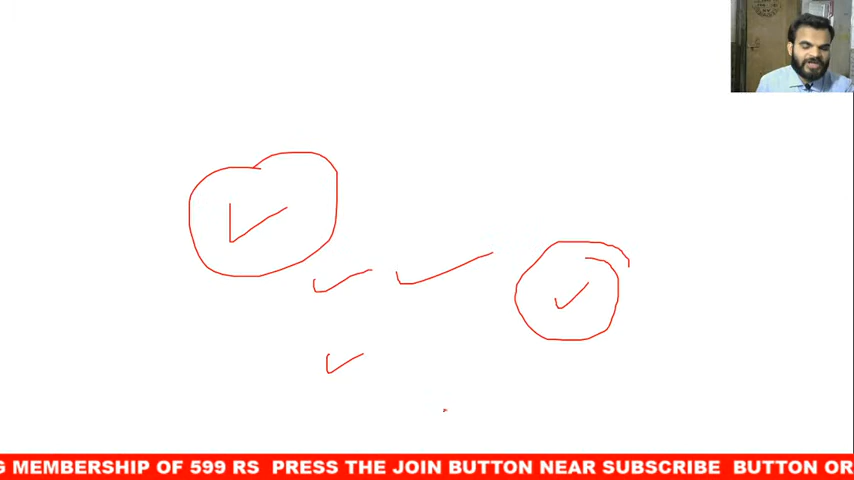 G MEMBERSHIP OF 599 RS PRESS THE JOIN BUTTON NEAR SUBSCRIBE BUTTON OR